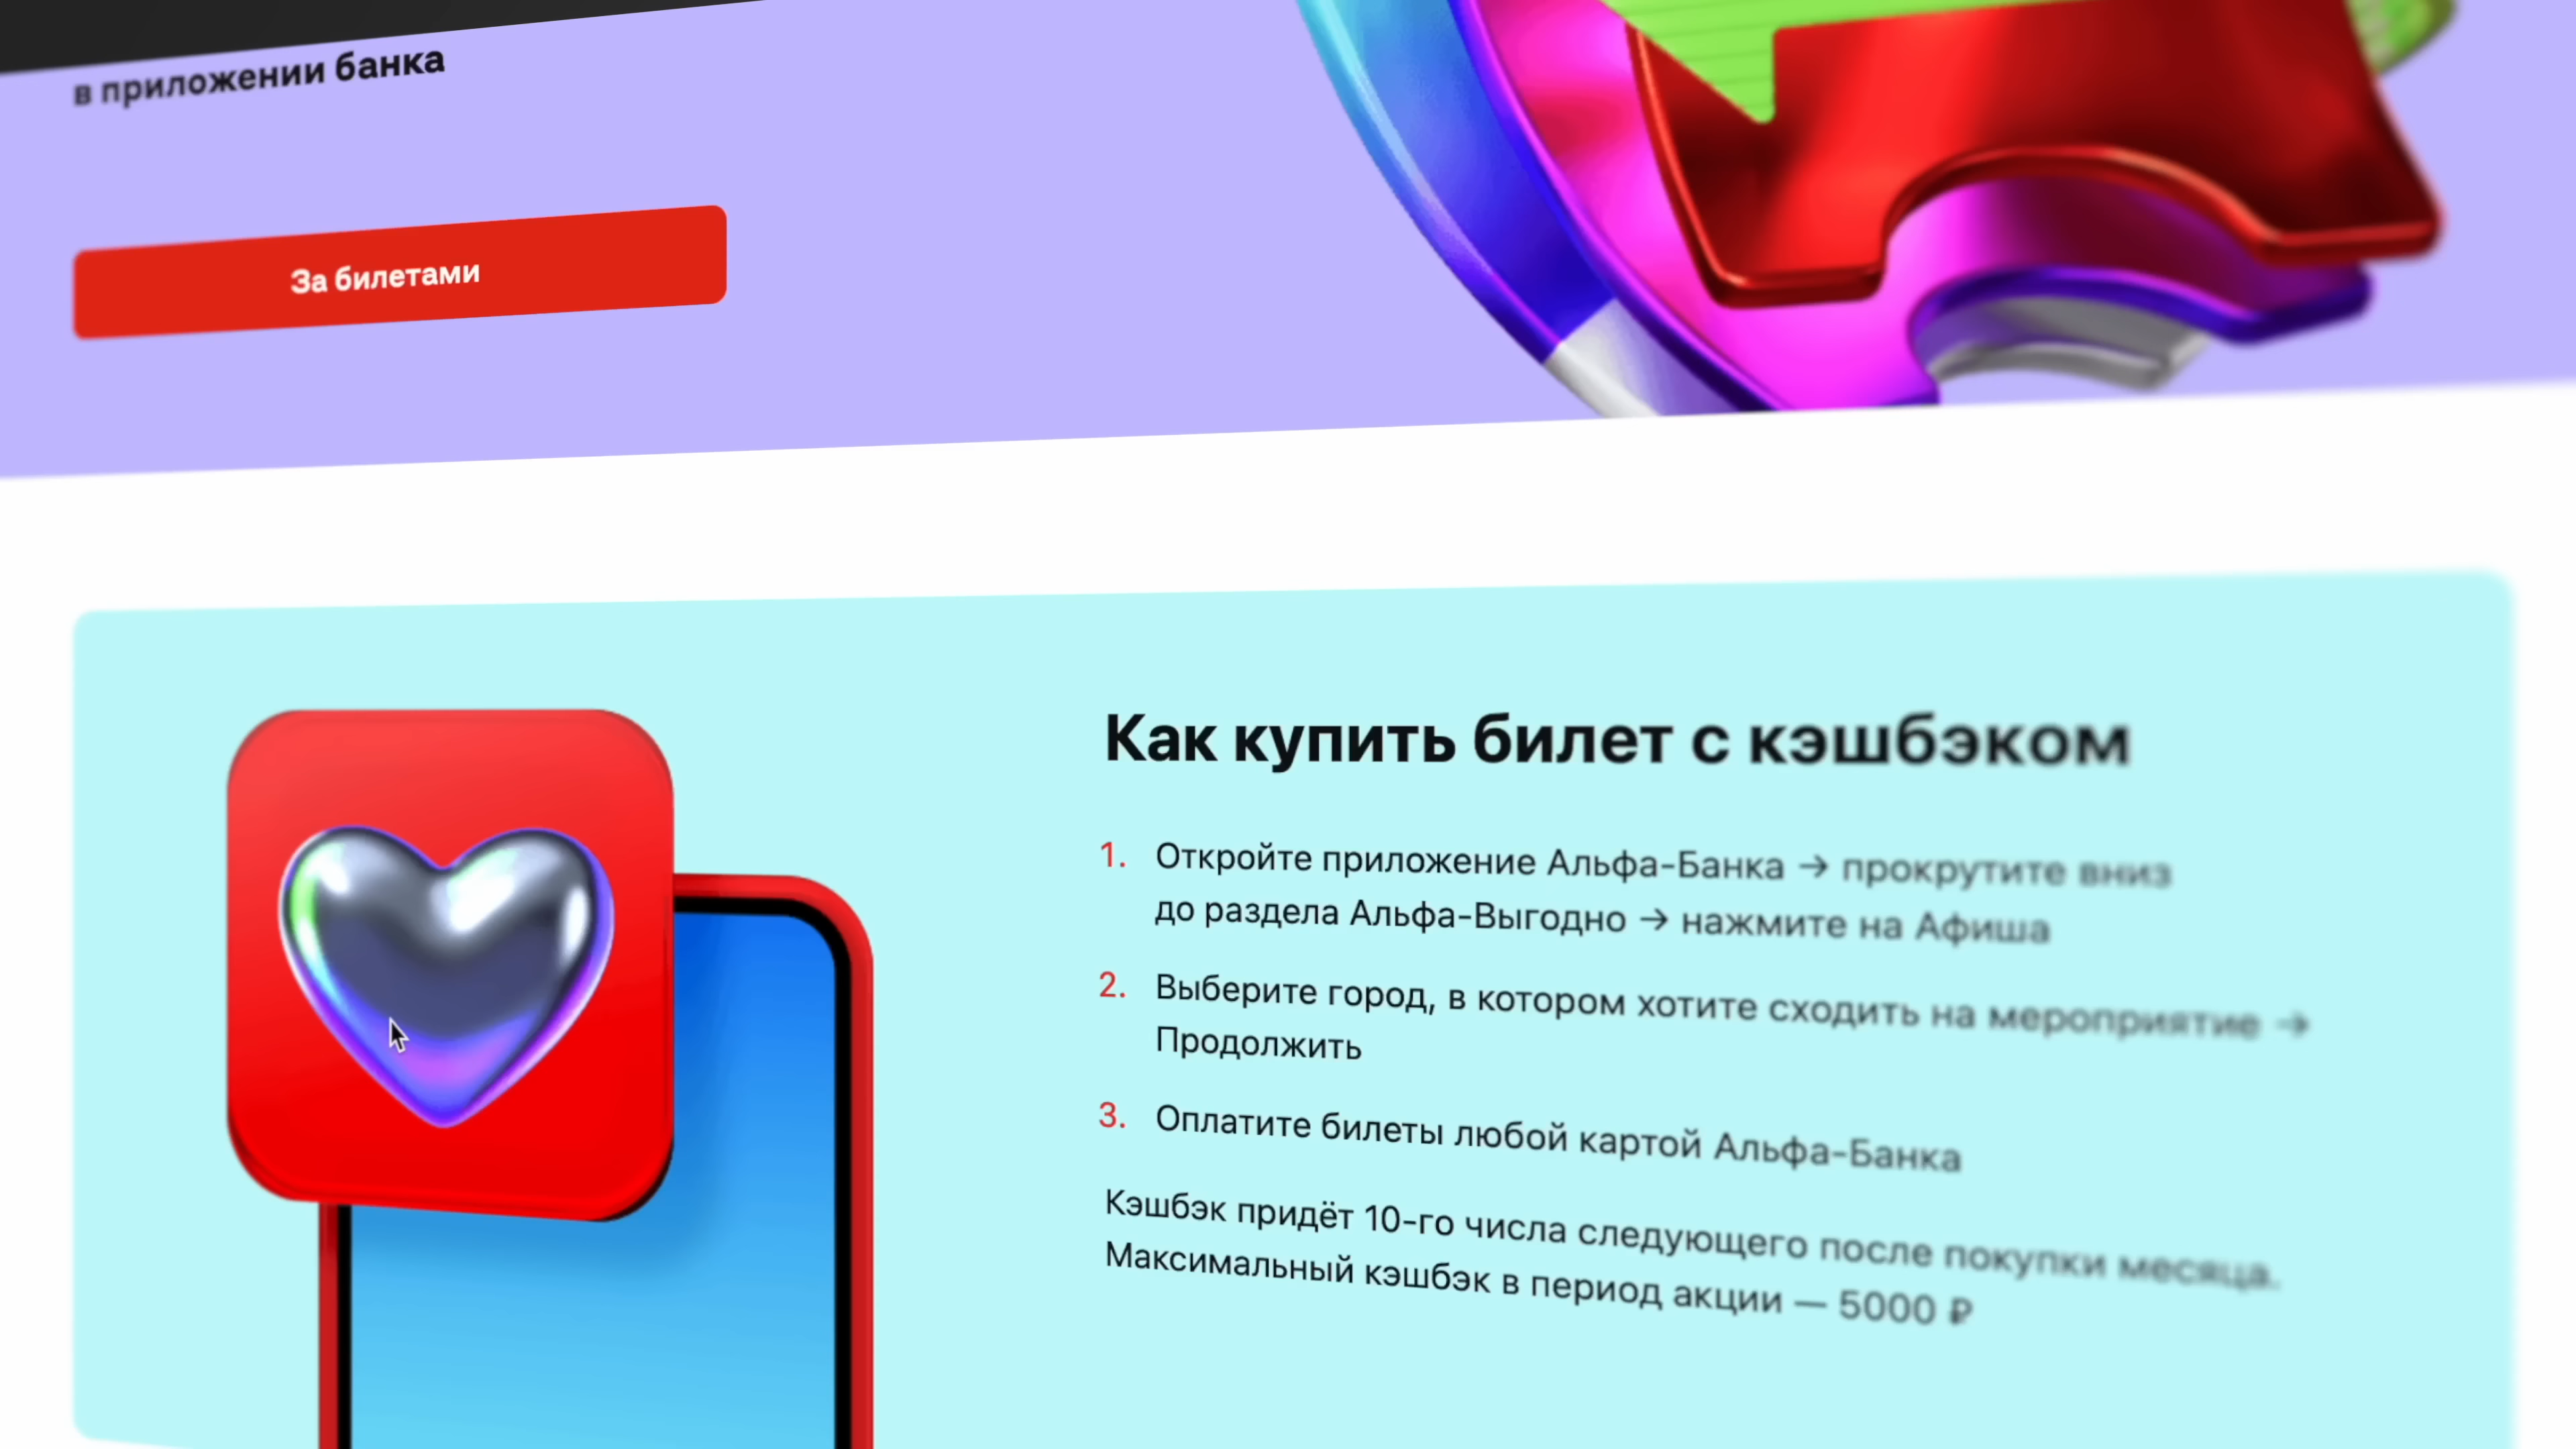 в приложении банка
За билетами
Как купить билет с кэшбэком
1. Откройте приложение Альфа-Банка → прокрутите вниз
до раздела Альфа-Выгодно → нажмите на Афиша
2. Выберите город, в котором хотите сходить на мероприятие →
Продолжить
3. Оплатите билеты любой картой Альфа-Банка
Кэшбэк придёт 10-го числа следующего после покупки месяца.
Максимальный кэшбэк в период акции — 5000 ₽